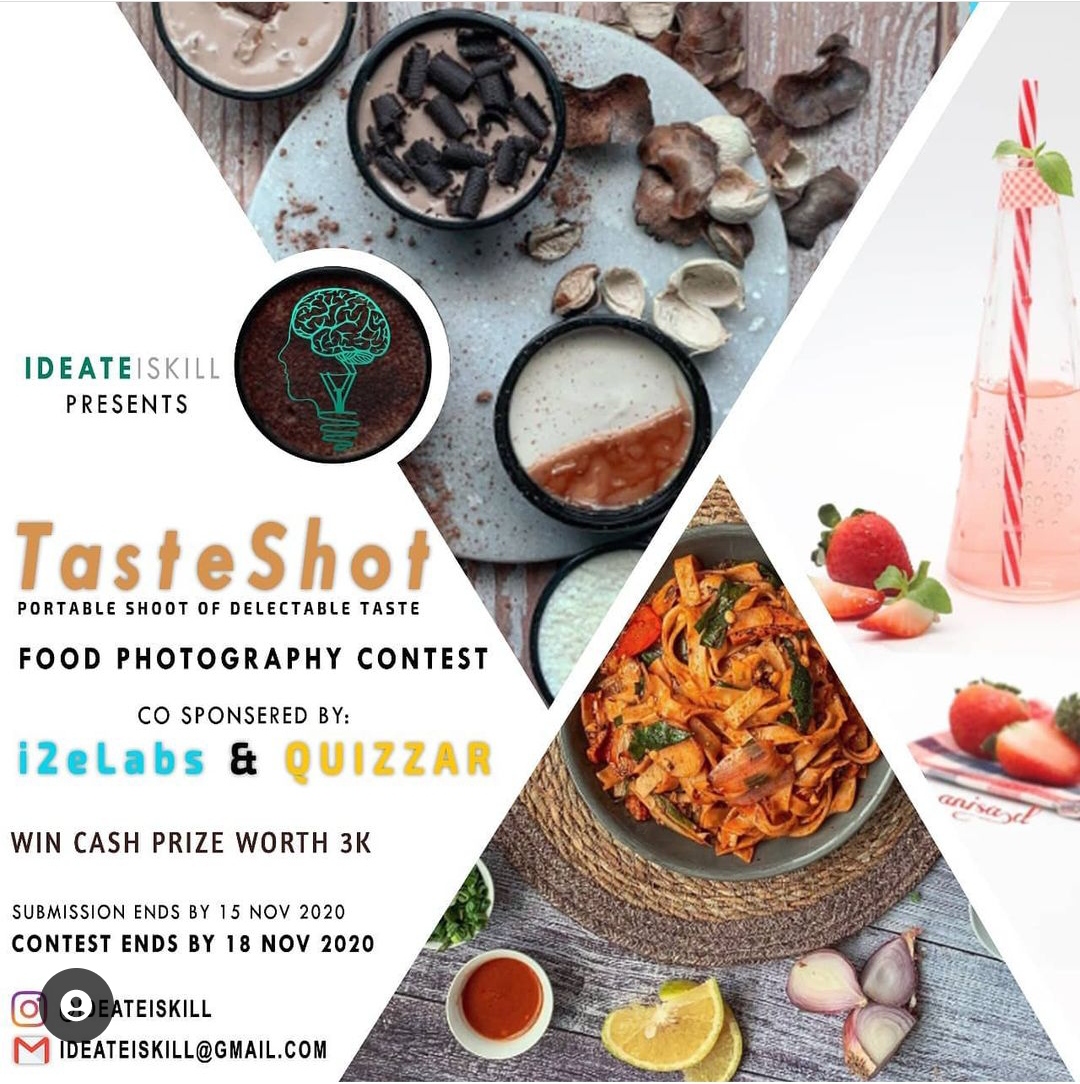 IDEATEISKILL
PRESENTS
TasteShot
PORTABLE SHOOT OF DELECTABLE TASTE
FOOD PHOTOGRAPHY CONTEST
CO SPONSERED BY:
i2eLabs & QUIZZAR
WIN CASH PRIZE WORTH 3K
SUBMISSION ENDS BY 15 NOV 2020
CONTEST ENDS BY 18 NOV 2020
DEATEISKILL
IDEATEISKILL@GMAIL.COM